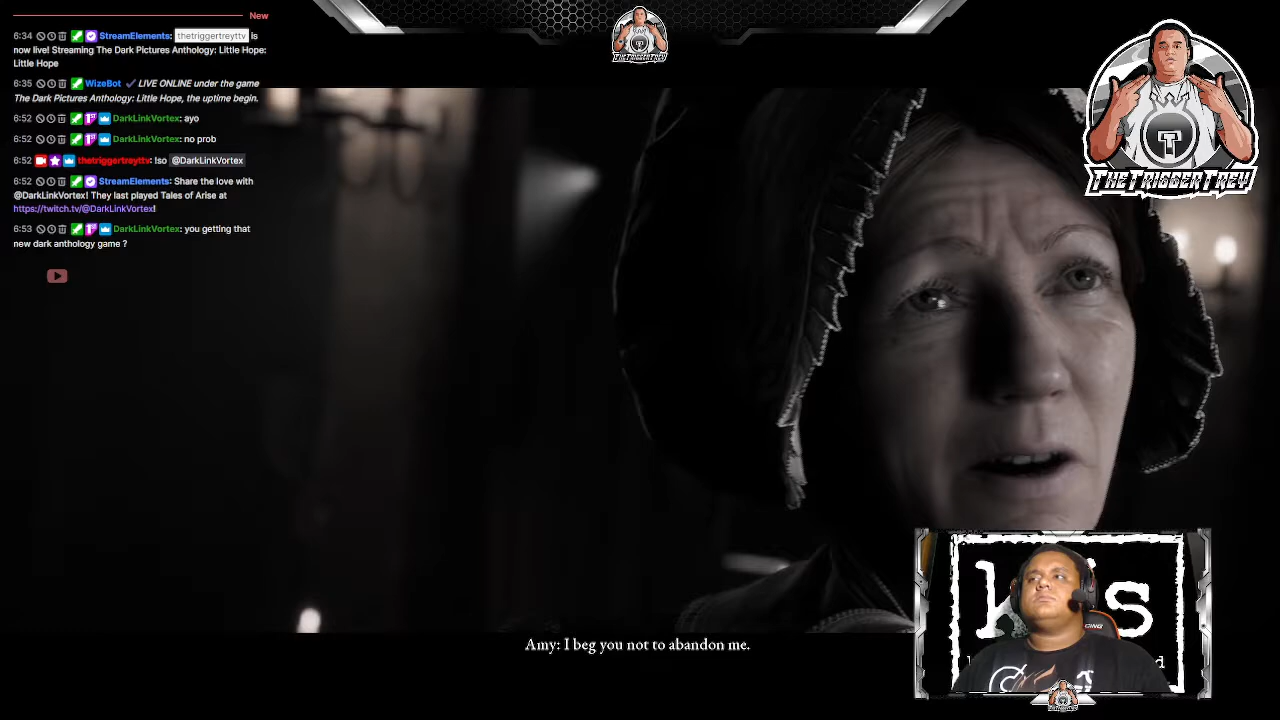 New
6:34 StreamElements: thetriggertreyttv is
now live! Streaming The Dark Pictures Anthology: Little Hope:
Little Hope
6:35 WizeBot ✓ LIVE ONLINE under the game
The Dark Pictures Anthology: Little Hope, the uptime begin.
6:52 DarkLinkVortex: ayo
6:52 DarkLinkVortex: no prob
6:52 thetriggertreyttv: !so @DarkLinkVortex
6:52 StreamElements: Share the love with
@DarkLinkVortex! They last played Tales of Arise at
https://twitch.tv/@DarkLinkVortex!
6:53 DarkLinkVortex: you getting that
new dark anthology game ?
THETRIGGERTREY
T
THETRIGGERTREY
Amy: I beg you not to abandon me.